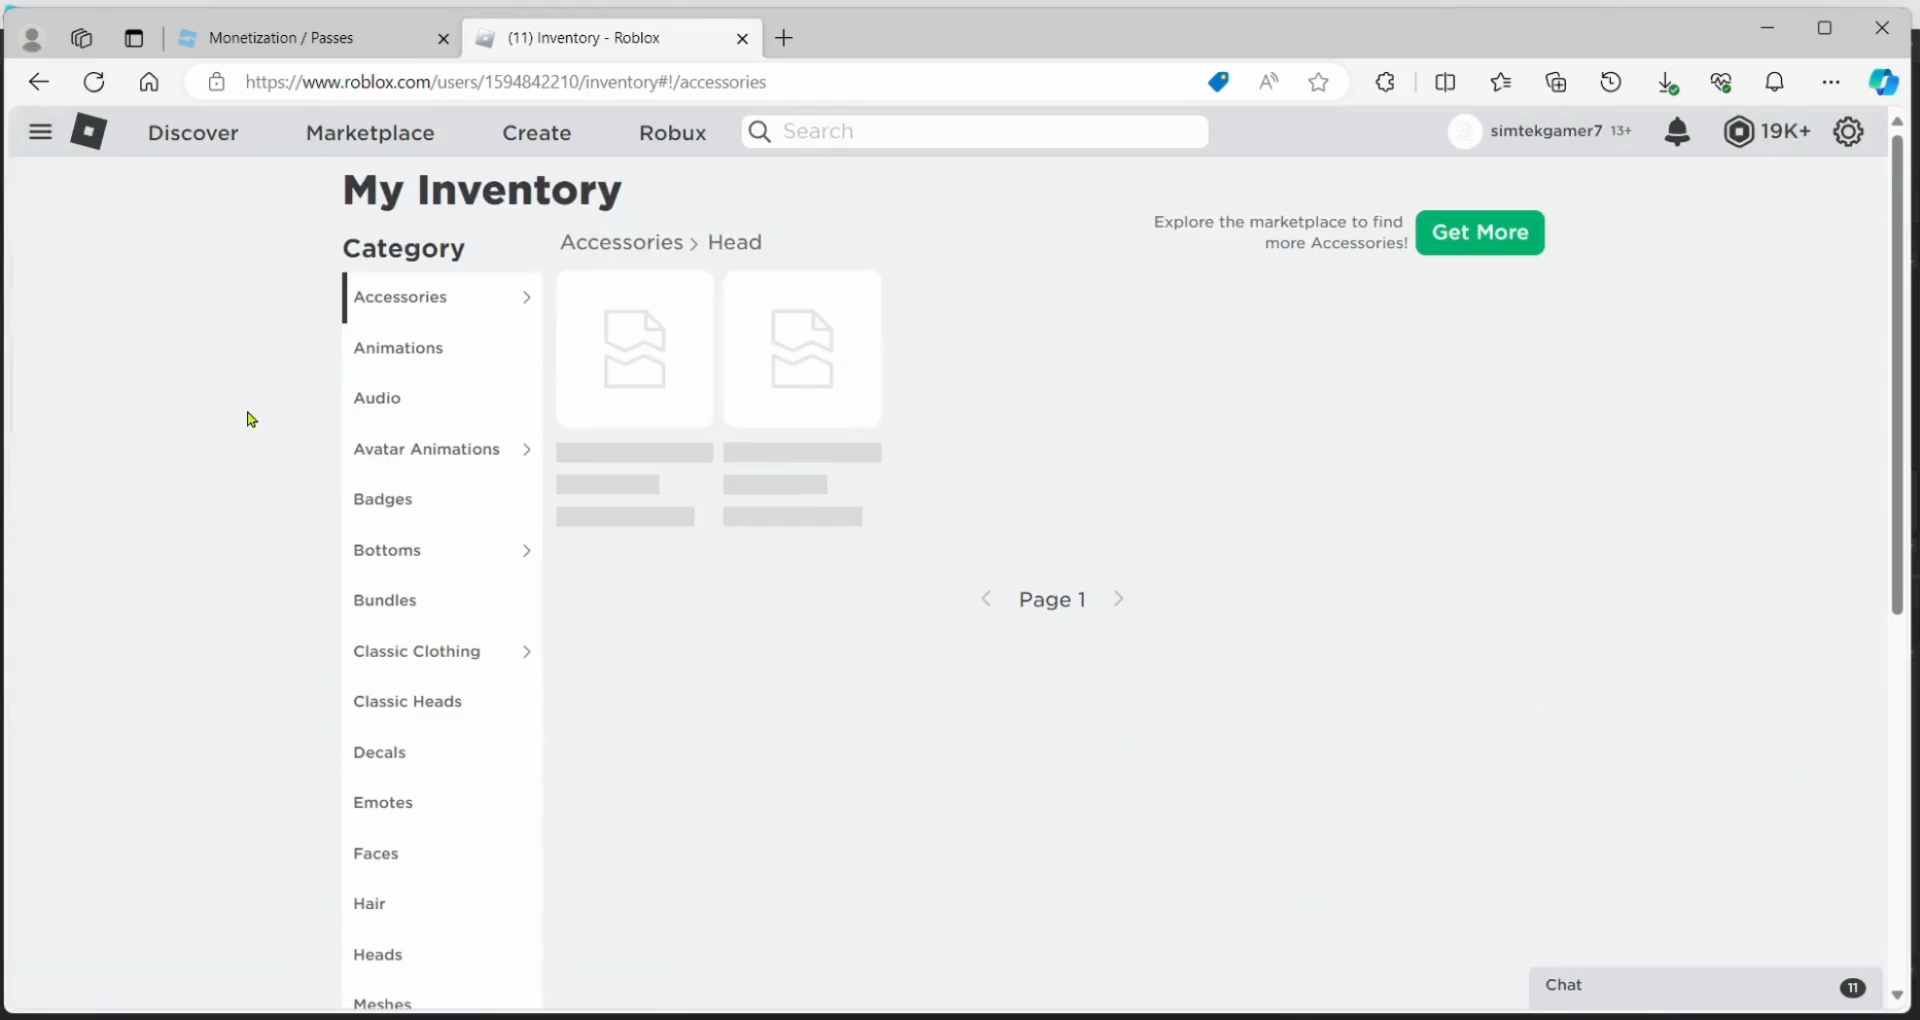 Monetization / Passes
(11) Inventory - Roblox
https://www.roblox.com/users/1594842210/inventory#!/accessories
Discover
Marketplace
Create
Robux
Search
simtekgamer7 13+
19K+
My Inventory
Explore the marketplace to find
more Accessories!
Get More
Category
Accessories > Head
Accessories
Animations
Audio
Avatar Animations
Badges
Bottoms
Bundles
Page 1
Classic Clothing
Classic Heads
Decals
Emotes
Faces
Hair
Heads
Meshes
Chat
11